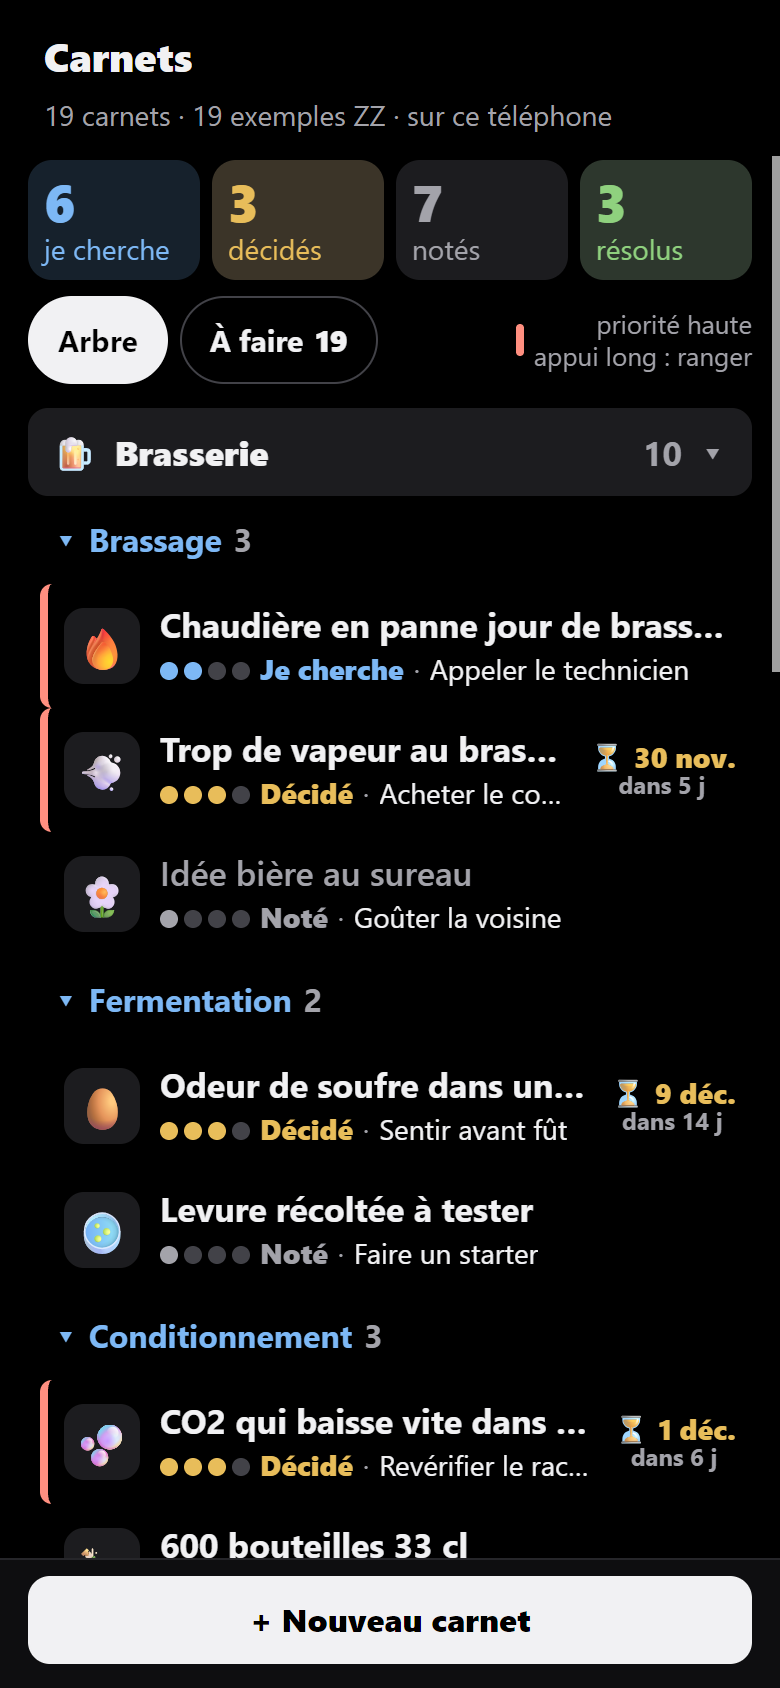 Carnets
19 carnets · 19 exemples ZZ · sur ce téléphone
6
je cherche
3
décidés
7
notés
3
résolus
Arbre
À faire 19
priorité haute
appui long : ranger
Brasserie
10
Brassage 3
Chaudière en panne jour de brass...
Je cherche · Appeler le technicien
Trop de vapeur au bras...
Décidé · Acheter le co...
30 nov.
dans 5 j
Idée bière au sureau
Noté · Goûter la voisine
Fermentation 2
Odeur de soufre dans un...
Décidé · Sentir avant fût
9 déc.
dans 14 j
Levure récoltée à tester
Noté · Faire un starter
Conditionnement 3
CO2 qui baisse vite dans ...
Décidé · Revérifier le rac...
1 déc.
dans 6 j
600 bouteilles 33 cl
+ Nouveau carnet